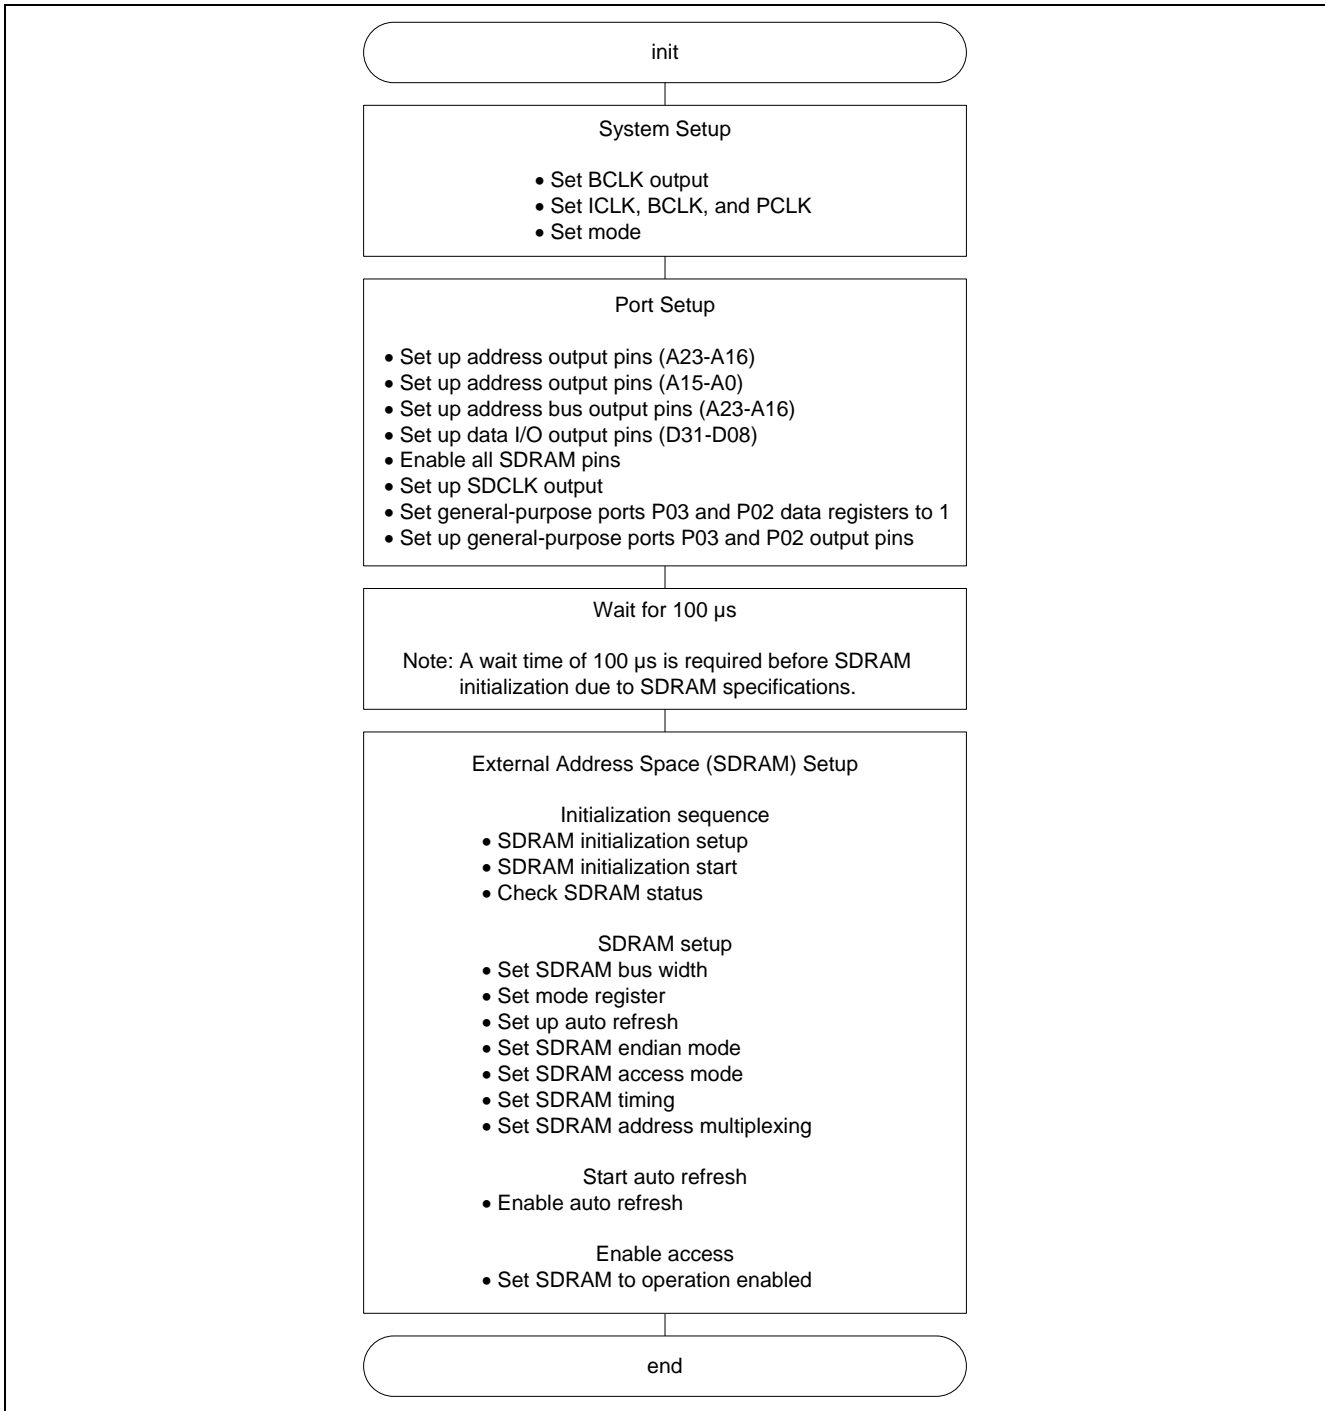 init
System Setup
• Set BCLK output
• Set ICLK, BCLK, and PCLK
• Set mode
Port Setup
• Set up address output pins (A23-A16)
• Set up address output pins (A15-A0)
• Set up address bus output pins (A23-A16)
• Set up data I/O output pins (D31-D08)
• Enable all SDRAM pins
• Set up SDCLK output
• Set general-purpose ports P03 and P02 data registers to 1
• Set up general-purpose ports P03 and P02 output pins
Wait for 100 µs
Note: A wait time of 100 µs is required before SDRAM
initialization due to SDRAM specifications.
External Address Space (SDRAM) Setup
Initialization sequence
• SDRAM initialization setup
• SDRAM initialization start
• Check SDRAM status
SDRAM setup
• Set SDRAM bus width
• Set mode register
• Set up auto refresh
• Set SDRAM endian mode
• Set SDRAM access mode
• Set SDRAM timing
• Set SDRAM address multiplexing
Start auto refresh
• Enable auto refresh
Enable access
• Set SDRAM to operation enabled
end